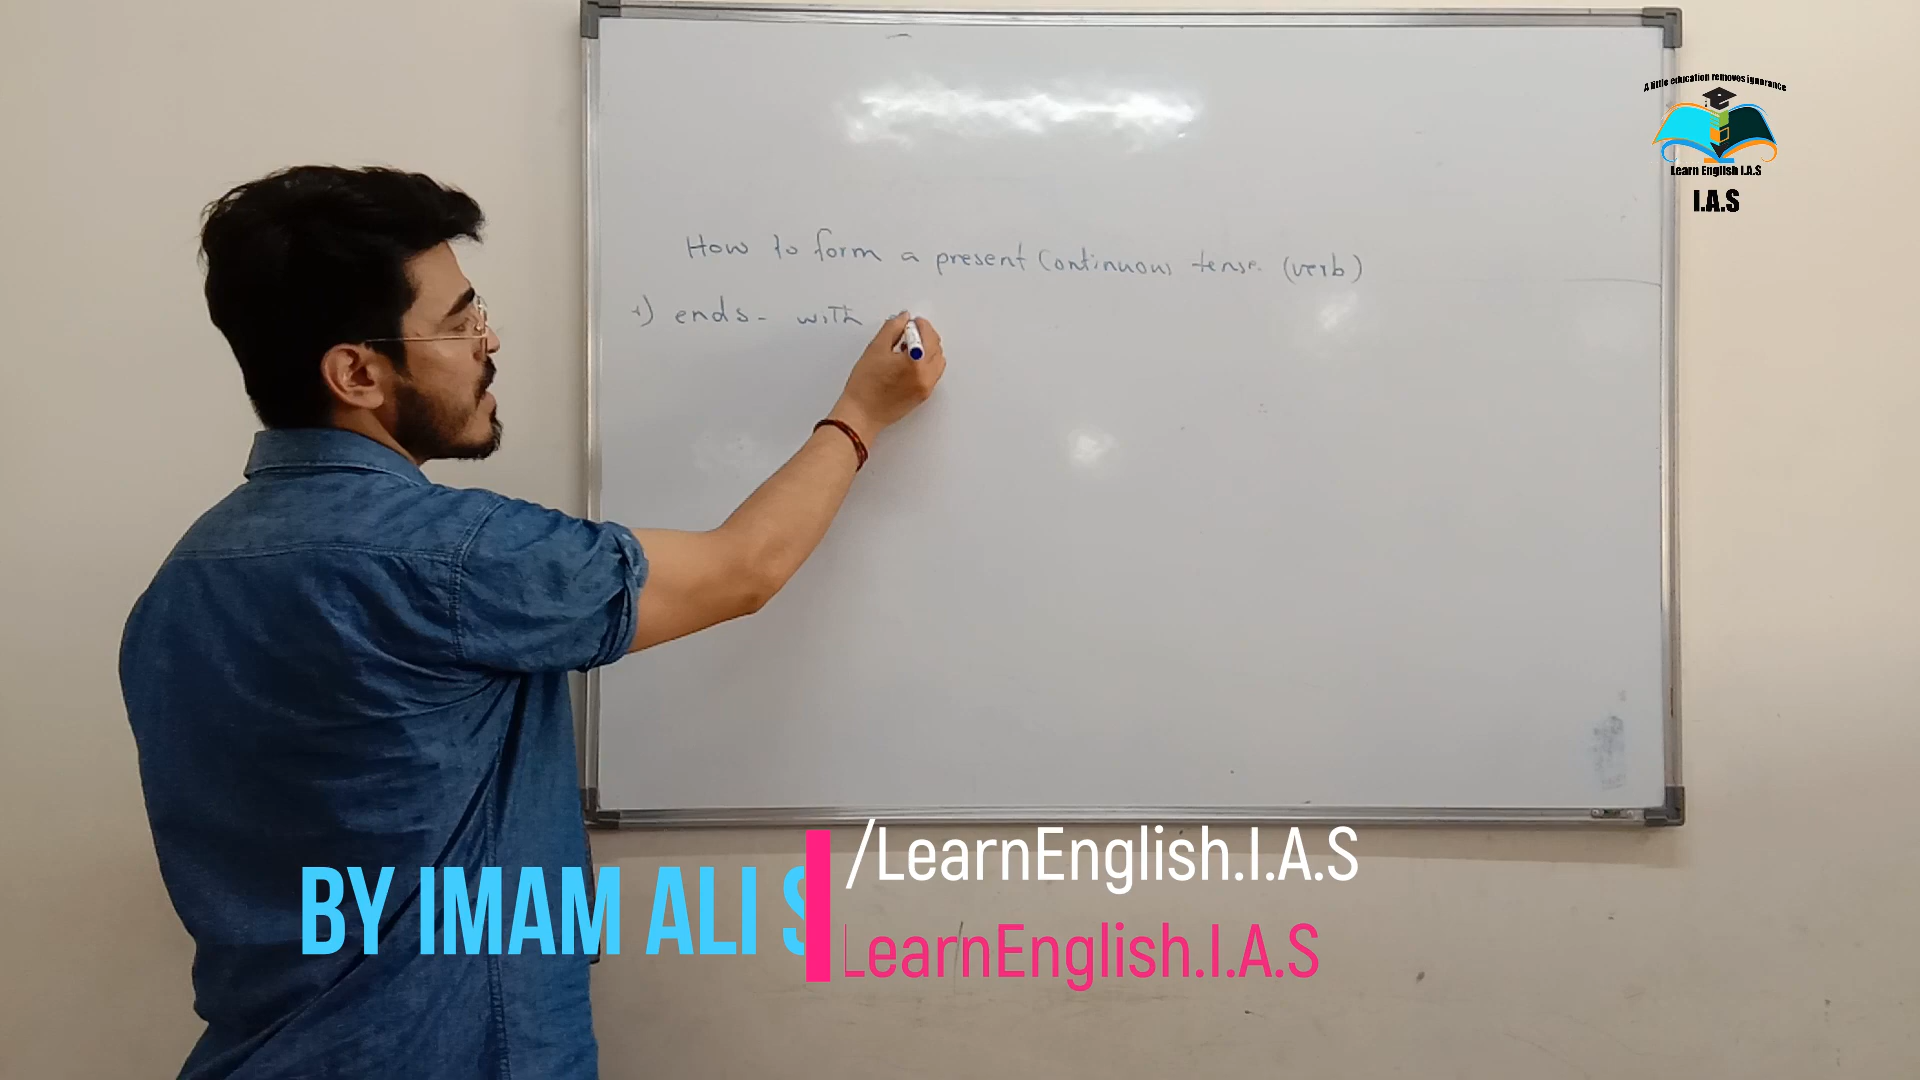 A little education removes ignorance
Learn English I.A.S
I.A.S
How to form a present Continuous tense (verb)
1) ends - with
/LearnEnglish.I.A.S
BY IMAM ALI S
LearnEnglish.I.A.S